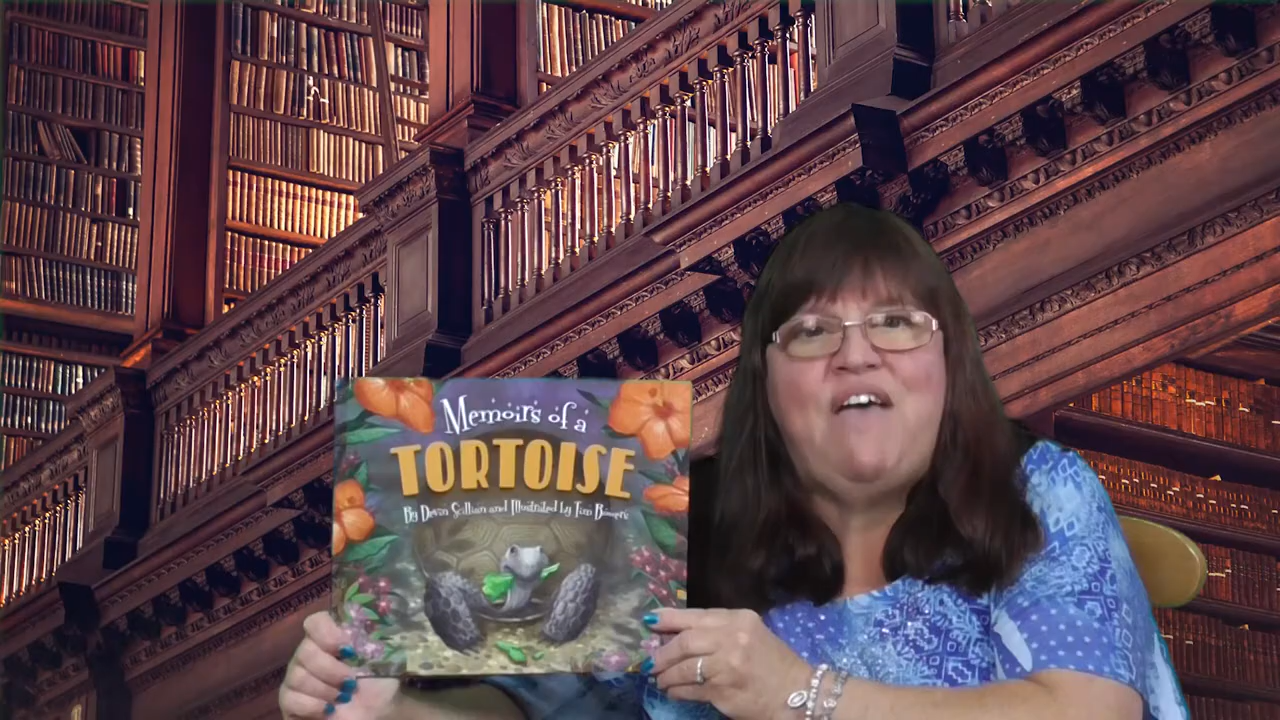 Memoirs of a
TORTOISE
By Devin Scillian and Illustrated by Tim Bowers